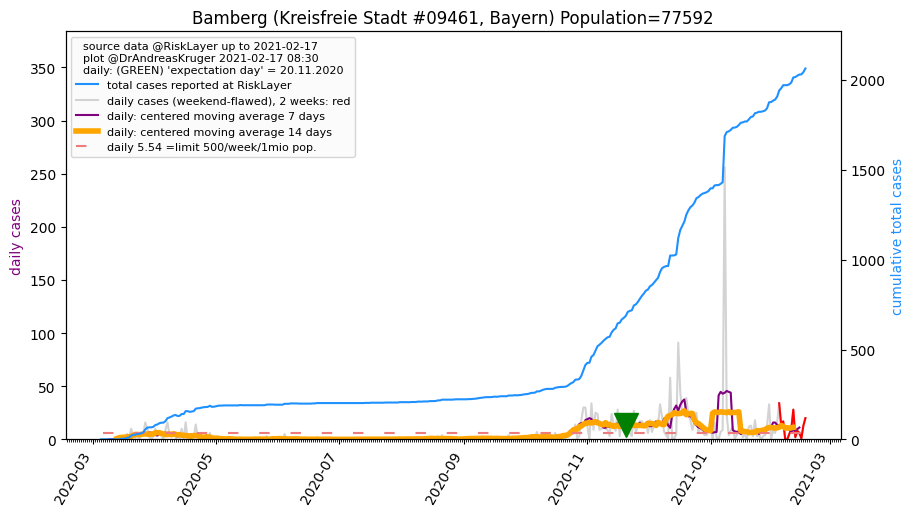 Bamberg (Kreisfreie Stadt #09461, Bayern) Population=77592
source data @RiskLayer up to 2021-02-17
plot @DrAndreasKruger 2021-02-17 08:30
daily: (GREEN) 'expectation day' = 20.11.2020
total cases reported at RiskLayer
daily cases (weekend-flawed), 2 weeks: red
daily: centered moving average 7 days
daily: centered moving average 14 days
daily 5.54 =limit 500/week/1mio pop.
daily cases
350
300
250
200
150
100
50
0
cumulative total cases
2000
1500
1000
500
0
2020-03
2020-05
2020-07
2020-09
2020-11
2021-01
2021-03